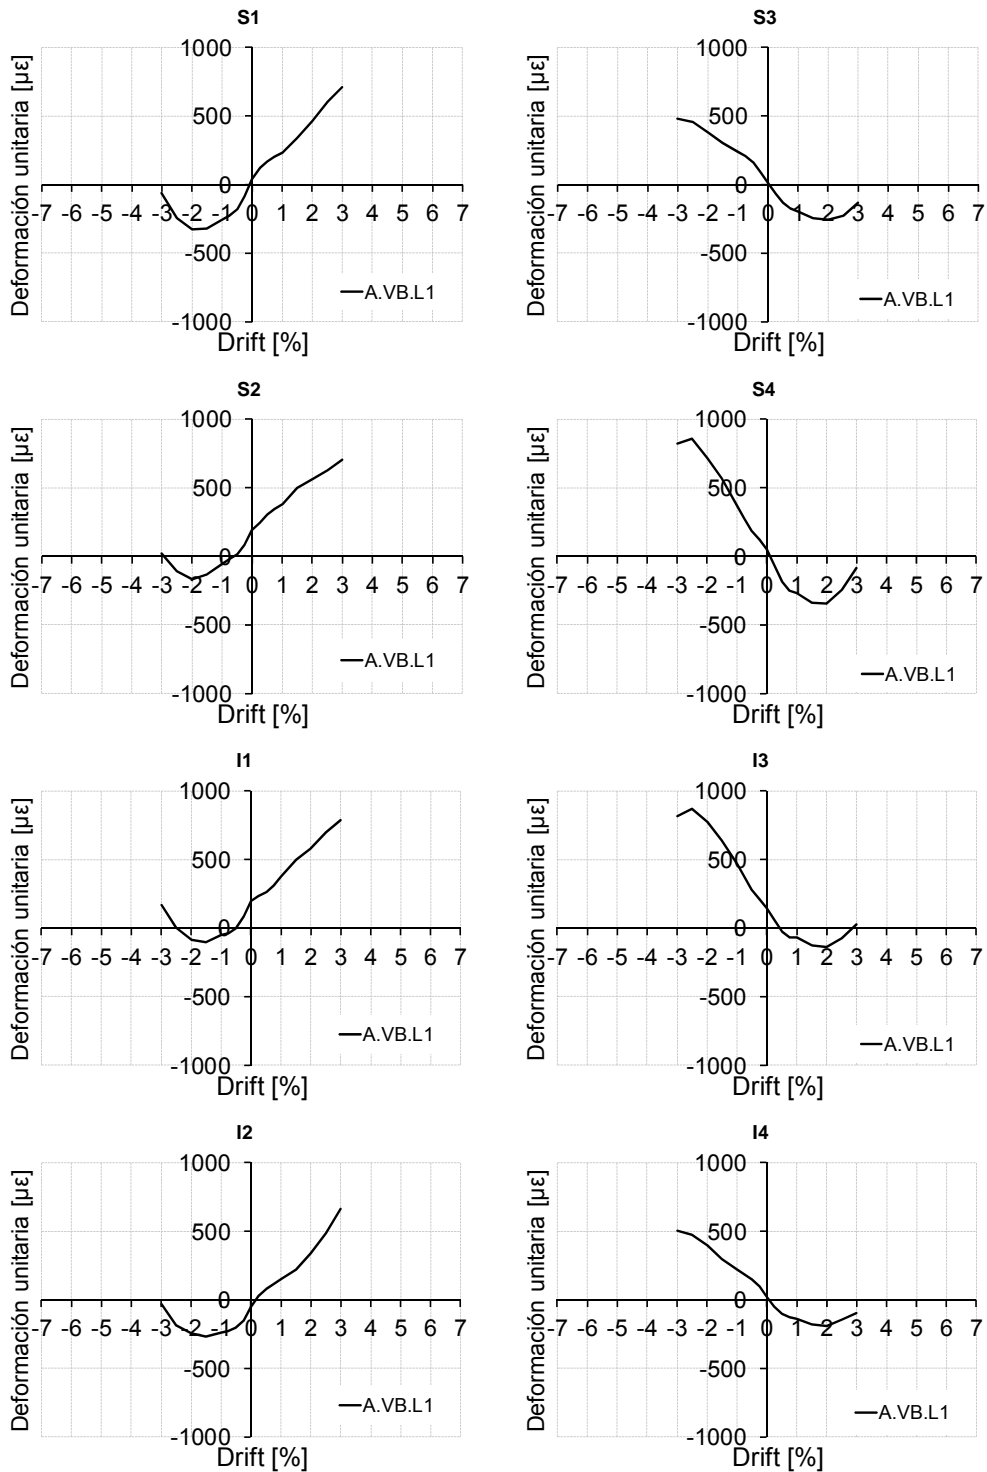 S1
Deformación unitaria [µε]
1000
500
0
-500
-1000
-7 -6 -5 -4 -3 -2 -1 0 1 2 3 4 5 6 7
A.VB.L1
Drift [%]
S3
Deformación unitaria [µε]
1000
500
0
-500
-1000
-7 -6 -5 -4 -3 -2 -1 0 1 2 3 4 5 6 7
A.VB.L1
Drift [%]
S2
Deformación unitaria [µε]
1000
500
0
-500
-1000
-7 -6 -5 -4 -3 -2 -1 0 1 2 3 4 5 6 7
A.VB.L1
Drift [%]
S4
Deformación unitaria [µε]
1000
500
0
-500
-1000
-7 -6 -5 -4 -3 -2 -1 0 1 2 3 4 5 6 7
A.VB.L1
Drift [%]
I1
Deformación unitaria [µε]
1000
500
0
-500
-1000
-7 -6 -5 -4 -3 -2 -1 0 1 2 3 4 5 6 7
A.VB.L1
Drift [%]
I3
Deformación unitaria [µε]
1000
500
0
-500
-1000
-7 -6 -5 -4 -3 -2 -1 0 1 2 3 4 5 6 7
A.VB.L1
Drift [%]
I2
Deformación unitaria [µε]
1000
500
0
-500
-1000
-7 -6 -5 -4 -3 -2 -1 0 1 2 3 4 5 6 7
A.VB.L1
Drift [%]
I4
Deformación unitaria [µε]
1000
500
0
-500
-1000
-7 -6 -5 -4 -3 -2 -1 0 1 2 3 4 5 6 7
A.VB.L1
Drift [%]